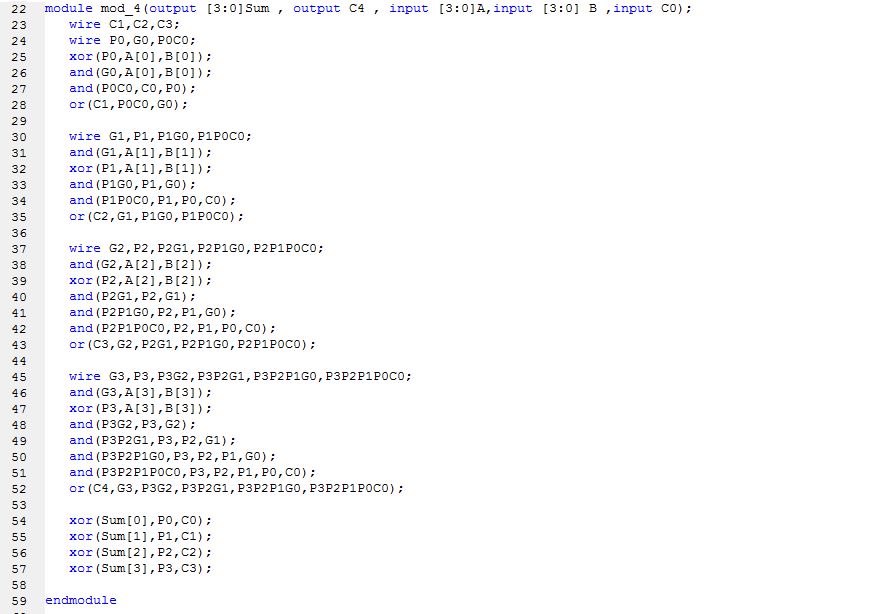 22 module mod_4(output [3:0]Sum , output C4 , input [3:0]A,input [3:0] B ,input C0);
23 wire C1,C2,C3;
24 wire P0,G0,P0C0;
25 xor(P0,A[0],B[0]);
26 and(G0,A[0],B[0]);
27 and(P0C0,C0,P0);
28 or(C1,P0C0,G0);
29
30 wire G1,P1,P1G0,P1P0C0;
31 and(G1,A[1],B[1]);
32 xor(P1,A[1],B[1]);
33 and(P1G0,P1,G0);
34 and(P1P0C0,P1,P0,C0);
35 or(C2,G1,P1G0,P1P0C0);
36
37 wire G2,P2,P2G1,P2P1G0,P2P1P0C0;
38 and(G2,A[2],B[2]);
39 xor(P2,A[2],B[2]);
40 and(P2G1,P2,G1);
41 and(P2P1G0,P2,P1,G0);
42 and(P2P1P0C0,P2,P1,P0,C0);
43 or(C3,G2,P2G1,P2P1G0,P2P1P0C0);
44
45 wire G3,P3,P3G2,P3P2G1,P3P2P1G0,P3P2P1P0C0;
46 and(G3,A[3],B[3]);
47 xor(P3,A[3],B[3]);
48 and(P3G2,P3,G2);
49 and(P3P2G1,P3,P2,G1);
50 and(P3P2P1G0,P3,P2,P1,G0);
51 and(P3P2P1P0C0,P3,P2,P1,P0,C0);
52 or(C4,G3,P3G2,P3P2G1,P3P2P1G0,P3P2P1P0C0);
53
54 xor(Sum[0],P0,C0);
55 xor(Sum[1],P1,C1);
56 xor(Sum[2],P2,C2);
57 xor(Sum[3],P3,C3);
58
59 endmodule